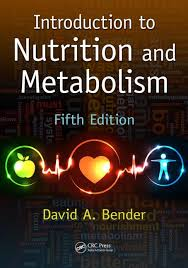 Introduction to
Nutrition and
Metabolism
Fifth Edition
David A. Bender
CRC Press